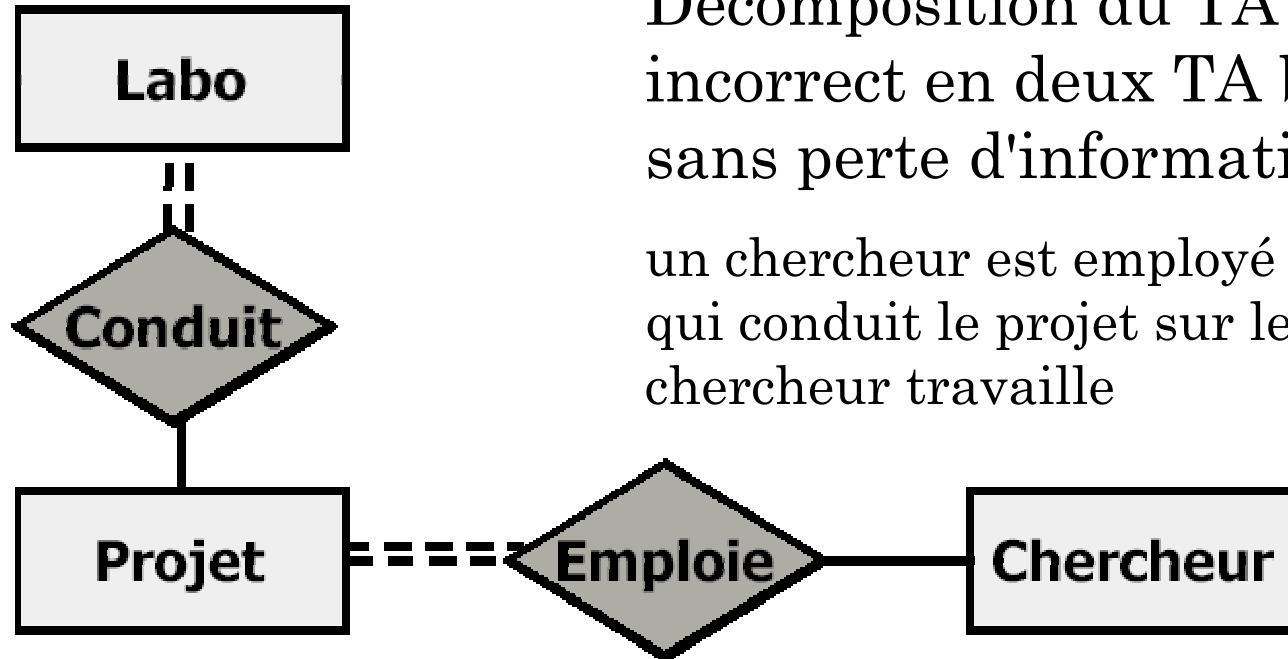 Labo
Décomposition du TA
incorrect en deux TA
sans perte d'informati
un chercheur est employé
qui conduit le projet sur le
chercheur travaille
Conduit
Projet
Emploie
Chercheur